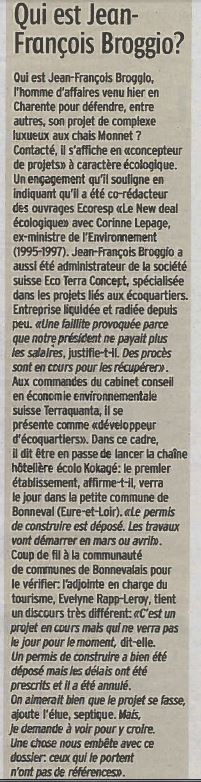 Qui est Jean-
François Broggio?
Qui est Jean-François Broggio,
l'homme d'affaires venu hier en
Charente pour défendre, entre
autres, son projet de complexe
luxueux aux chais Monnet ?
Contacté, il s'affiche en «concepteur
de projets» à caractère écologique.
Un engagement qu'il souligne en
indiquant qu'il a été co-rédacteur
des ouvrages Ecoresp «Le New deal
écologique» avec Corinne Lepage,
ex-ministre de l'Environnement
(1995-1997). Jean-François Broggio a
aussi été administrateur de la société
suisse Eco Terra Concept, spécialisée
dans les projets liés aux écoquartiers.
Entreprise liquidée et radiée depuis
peu. «Une faillite provoquée parce
que notre président ne payait plus
les salaires, justifie-t-il. Des procès
sont en cours pour les récupérer».
Aux commandes du cabinet conseil
en économie environnementale
suisse Terraquanta, il se
présente comme «développeur
d'écoquartiers». Dans ce cadre,
il dit être en passe de lancer la chaîne
hôtelière écolo Kokagé: le premier
établissement, affirme-t-il, verra
le jour dans la petite commune de
Bonneval (Eure-et-Loir). «Le permis
de construire est déposé. Les travaux
vont démarrer en mars ou avril».
Coup de fil à la communauté
de communes de Bonnevalais pour
le vérifier: l'adjointe en charge du
tourisme, Evelyne Rapp-Leroy, tient
un discours très différent: «C'est un
projet en cours mais qui ne verra pas
le jour pour le moment, dit-elle.
Un permis de construire a bien été
déposé mais les délais ont été
prescrits et il a été annulé.
On aimerait bien que le projet se fasse,
ajoute l'élue, septique. Mais,
je demande à voir pour y croire.
Une chose nous embête avec ce
dossier: ceux qui le portent
n'ont pas de références».